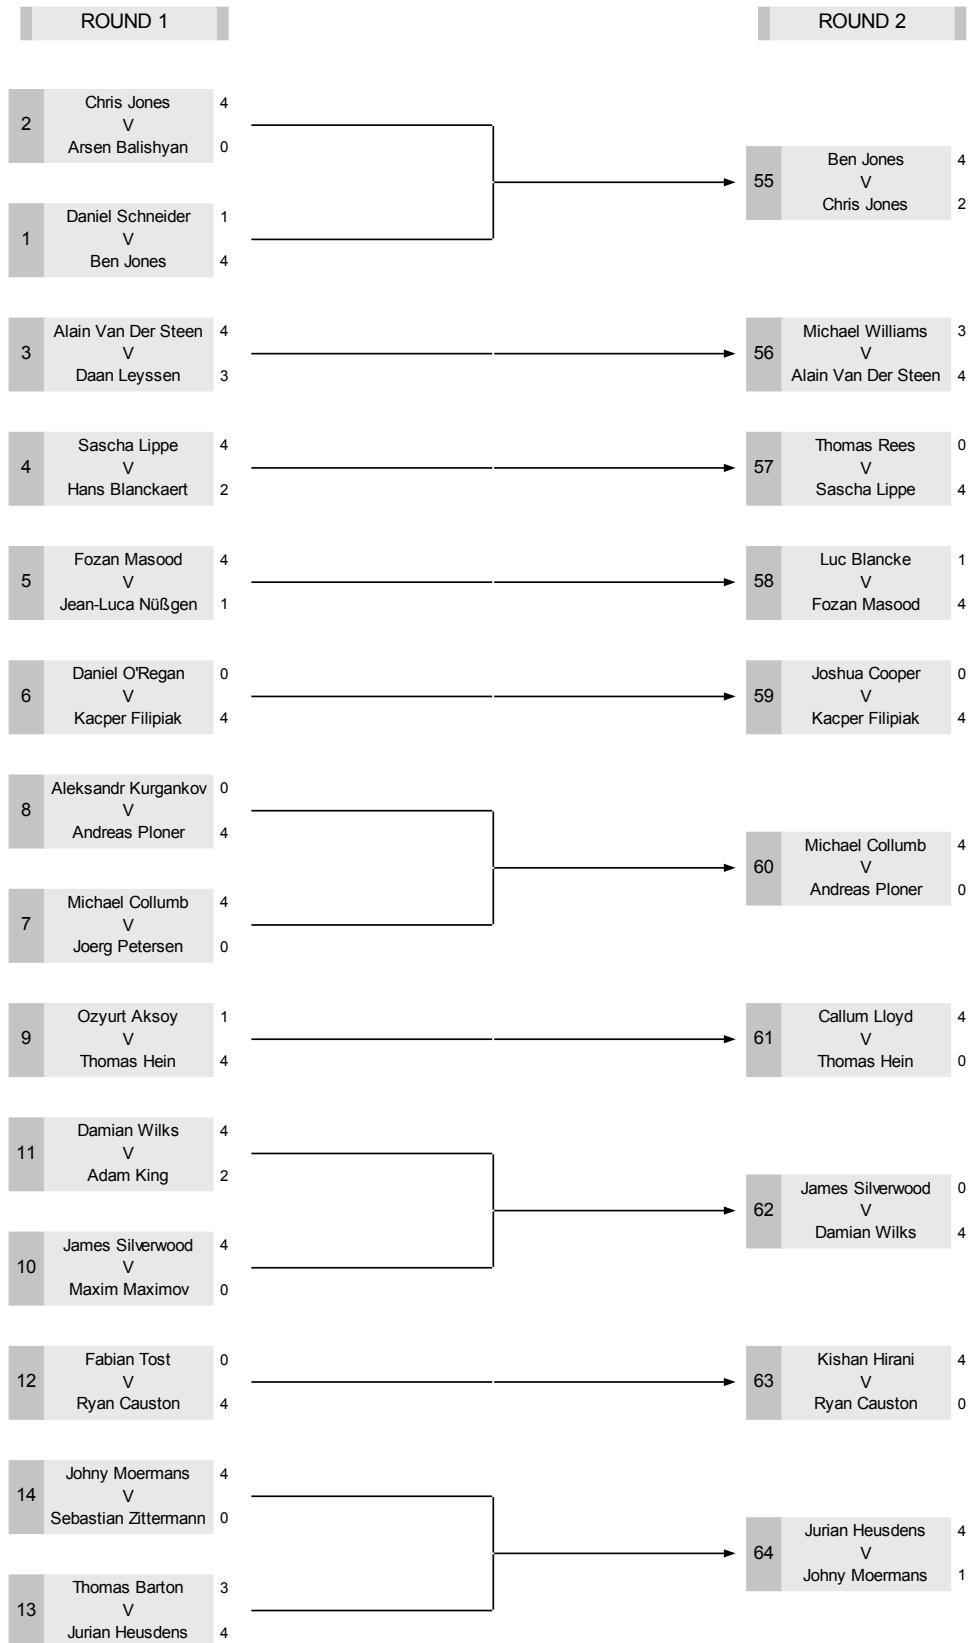 ROUND 1
ROUND 2
2
Chris Jones 4
V
Arsen Balishyan 0
1
Daniel Schneider 1
V
Ben Jones 4
55
Ben Jones 4
V
Chris Jones 2
3
Alain Van Der Steen 4
V
Daan Leyssen 3
56
Michael Williams 3
V
Alain Van Der Steen 4
4
Sascha Lippe 4
V
Hans Blanckaert 2
57
Thomas Rees 0
V
Sascha Lippe 4
5
Fozan Masood 4
V
Jean-Luca Nüßgen 1
58
Luc Blancke 1
V
Fozan Masood 4
6
Daniel O'Regan 0
V
Kacper Filipiak 4
59
Joshua Cooper 0
V
Kacper Filipiak 4
8
Aleksandr Kurgankov 0
V
Andreas Ploner 4
7
Michael Collumb 4
V
Joerg Petersen 0
60
Michael Collumb 4
V
Andreas Ploner 0
9
Ozyurt Aksoy 1
V
Thomas Hein 4
61
Callum Lloyd 4
V
Thomas Hein 0
11
Damian Wilks 4
V
Adam King 2
10
James Silverwood 4
V
Maxim Maximov 0
62
James Silverwood 0
V
Damian Wilks 4
12
Fabian Tost 0
V
Ryan Causton 4
63
Kishan Hirani 4
V
Ryan Causton 0
14
Johny Moermans 4
V
Sebastian Zittermann 0
13
Thomas Barton 3
V
Jurian Heusdens 4
64
Jurian Heusdens 4
V
Johny Moermans 1